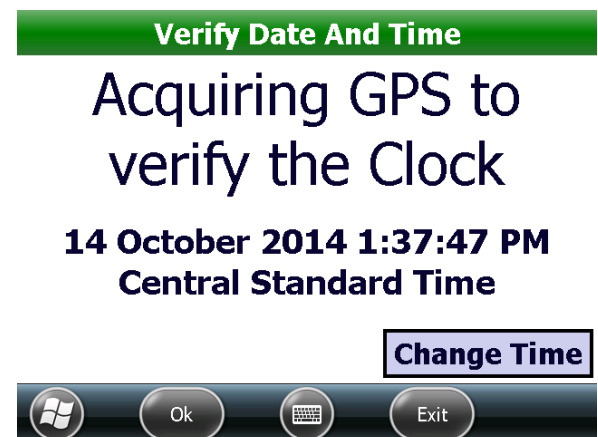 Verify Date And Time
Acquiring GPS to
verify the Clock
14 October 2014 1:37:47 PM
Central Standard Time
Change Time
Ok
Exit